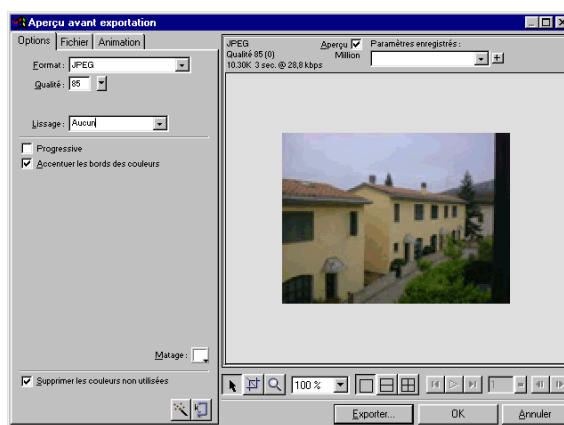 Aperçu avant exportation
Options Fichier Animation
Format : JPEG
Qualité : 85
Lissage : Aucun
Progressive
Accentuer les bords des couleurs
Matage :
Supprimer les couleurs non utilisées
JPEG Aperçu Paramètres enregistrés :
Qualité 85 (0) Million
10.30K 3 sec. @ 28,8 kbps
100 % 1
Exporter... OK Annuler